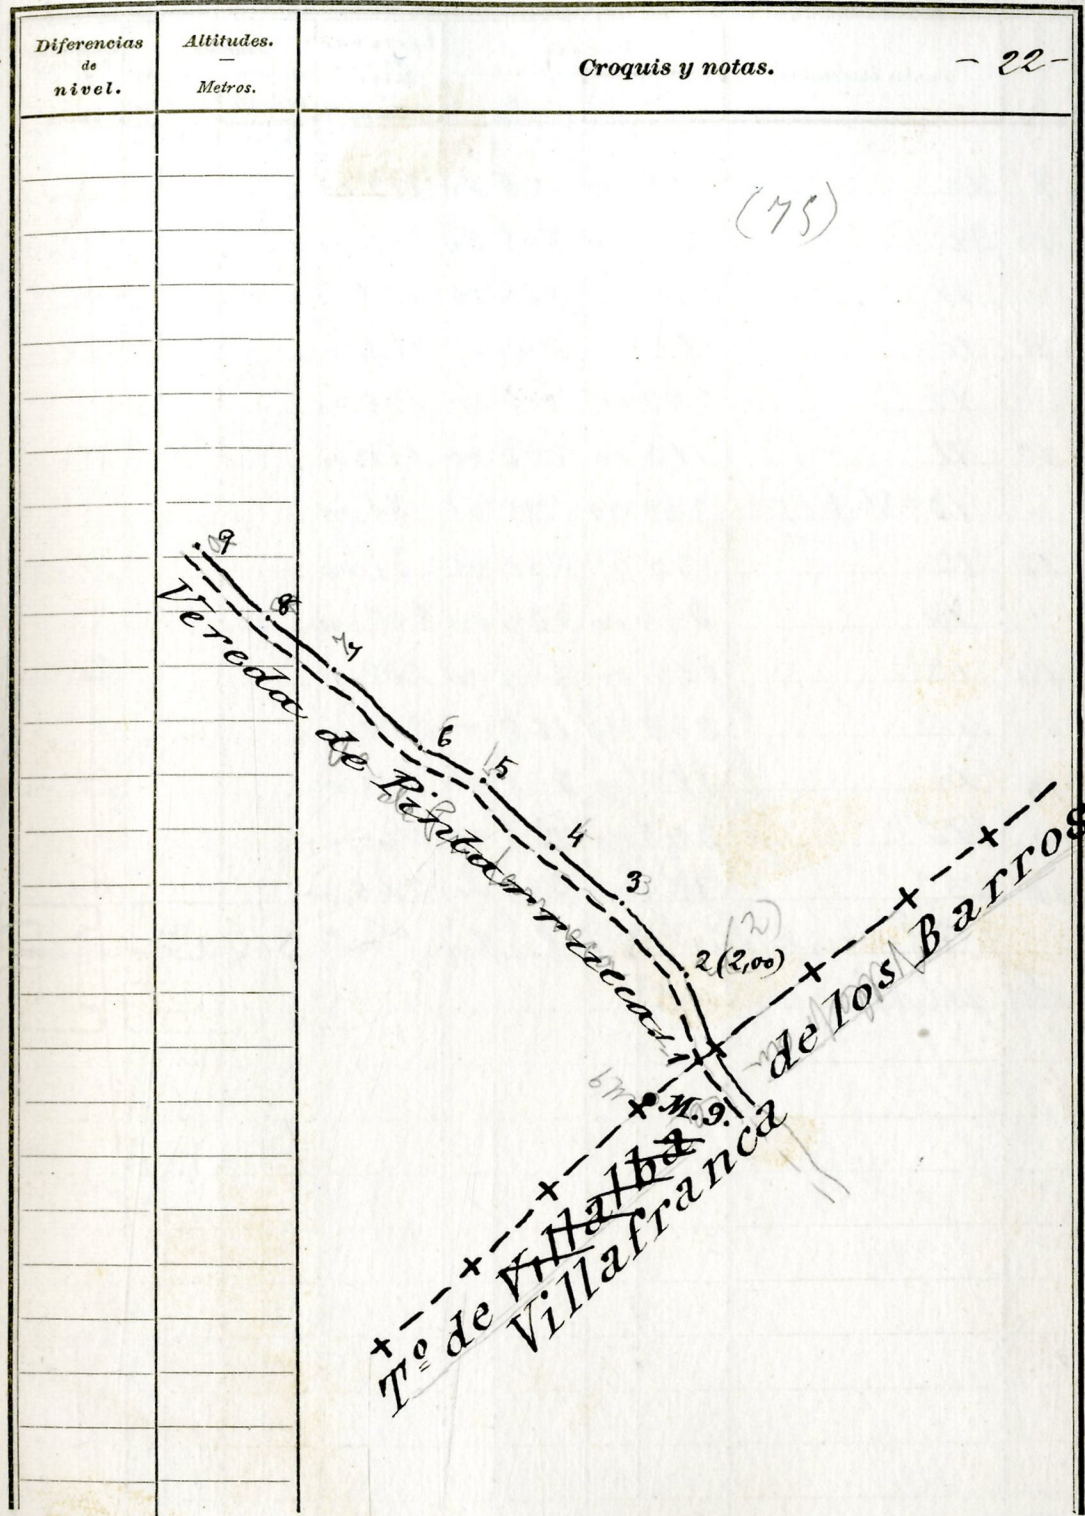 Diferencias
de
nivel.
Altitudes.
—
Metros.
Croquis y notas.
- 22 -
(75)
9
8
7
6
5
4
3
(2)
2 (2,00)
Vereda de Pintarruecas
M. 9.
Tº de Villalba de los Barros
Villafranca